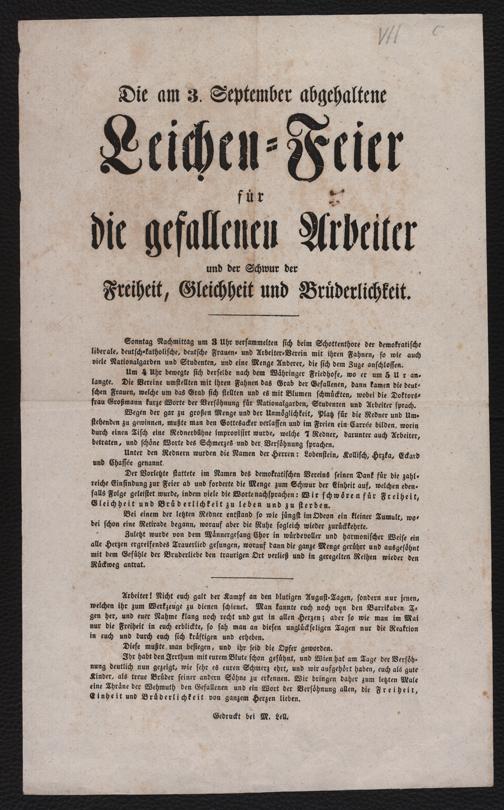 VII c
Die am 3. September abgehaltene
Leichen-Feier
für
die gefallenen Arbeiter
und der Schwur der
Freiheit, Gleichheit und Brüderlichkeit.
Sonntag Nachmittag um 3 Uhr versammelten sich beim Schottenthore der demokratische
liberale, deutsch-katholische, deutsche Frauen- und Arbeiter-Verein mit ihren Fahnen, so wie auch
viele Nationalgarden und Studenten, und eine Menge Anderer, die sich dem Zuge anschlossen.
Um 4 Uhr bewegte sich derselbe nach dem Währinger Friedhofe, wo er um 5 U r an-
langte. Die Vereine umstellten mit ihren Fahnen das Grab der Gefallenen, dann kamen die deut-
schen Frauen, welche um das Grab sich stellten und es mit Blumen schmückten, wobei die Doktors-
frau Großmann kurze Worte der Versöhnung für Nationalgarden, Studenten und Arbeiter sprach.
Wegen der gar zu großen Menge und der Unmöglichkeit, Platz für die Redner und Um-
stehenden zu gewinnen, mußte man den Gottesacker verlassen und im Freien ein Carrée bilden, worin
durch einen Tisch eine Rednerbühne improvisirt wurde, welche 7 Redner, darunter auch Arbeiter,
betraten, und schöne Worte des Schmerzes und der Versöhnung sprachen.
Unter den Rednern wurden die Namen der Herren: Lobenstein, Kollisch, Hrzka, Eckard
und Chaffée genannt.
Der Vorletzte stattete im Namen des demokratischen Vereins seinen Dank für die zahl-
reiche Einfindung zur Feier ab und forderte die Menge zum Schwur der Einheit auf, welchen eben-
falls Folge geleistet wurde, indem viele die Worte nachsprachen: Wir schwören für Freiheit,
Gleichheit und Brüderlichkeit zu leben und zu sterben.
Bei einem der letzten Redner entstand so wie jüngst im Odeon ein kleiner Tumult, wo-
bei schon eine Retirade begann, worauf aber die Ruhe sogleich wieder zurückkehrte.
Zuletzt wurde von dem Männergesang Chor in würdevoller und harmonischer Weise ein
alle Herzen ergreifendes Trauerlied gesungen, worauf dann die ganze Menge gerührt und ausgesöhnt
mit dem Gefühle der Bruderliebe den traurigen Ort verließ und in geregelten Reihen wieder den
Rückweg antrat.
Arbeiter! Nicht euch galt der Kampf an den blutigen August-Tagen, sondern nur jenen,
welchen ihr zum Werkzeuge zu dienen schienet. Man kannte euch noch von den Barrikaden T-
gen her, und euer Nahme klang noch recht und gut in allen Herzen; aber so wie man im Mai
nur die Freiheit in euch erblickte, so sah man an diesen unglückseligen Tagen nur die Reaktion
in euch und durch euch sich kräftigen und erheben.
Diese mußte man besiegen, und ihr seid die Opfer geworden.
Ihr habt den Irrthum mit eurem Blute schon gesühnt, und Wien hat am Tage der Versöh-
nung deutlich nun gezeigt, wie sehr es euren Schmerz ehrt, und wir aufgehört haben, euch als gute
Kinder, als treue Brüder seiner andern Söhne zu erkennen. Wir bringen daher zum letzten Male
eine Thräne der Wehmuth den Gefallenen und ein Wort der Versöhnung allen, die Freiheit,
Einheit und Brüderlichkeit von ganzem Herzen lieben.
Gedruckt bei M. Lell.